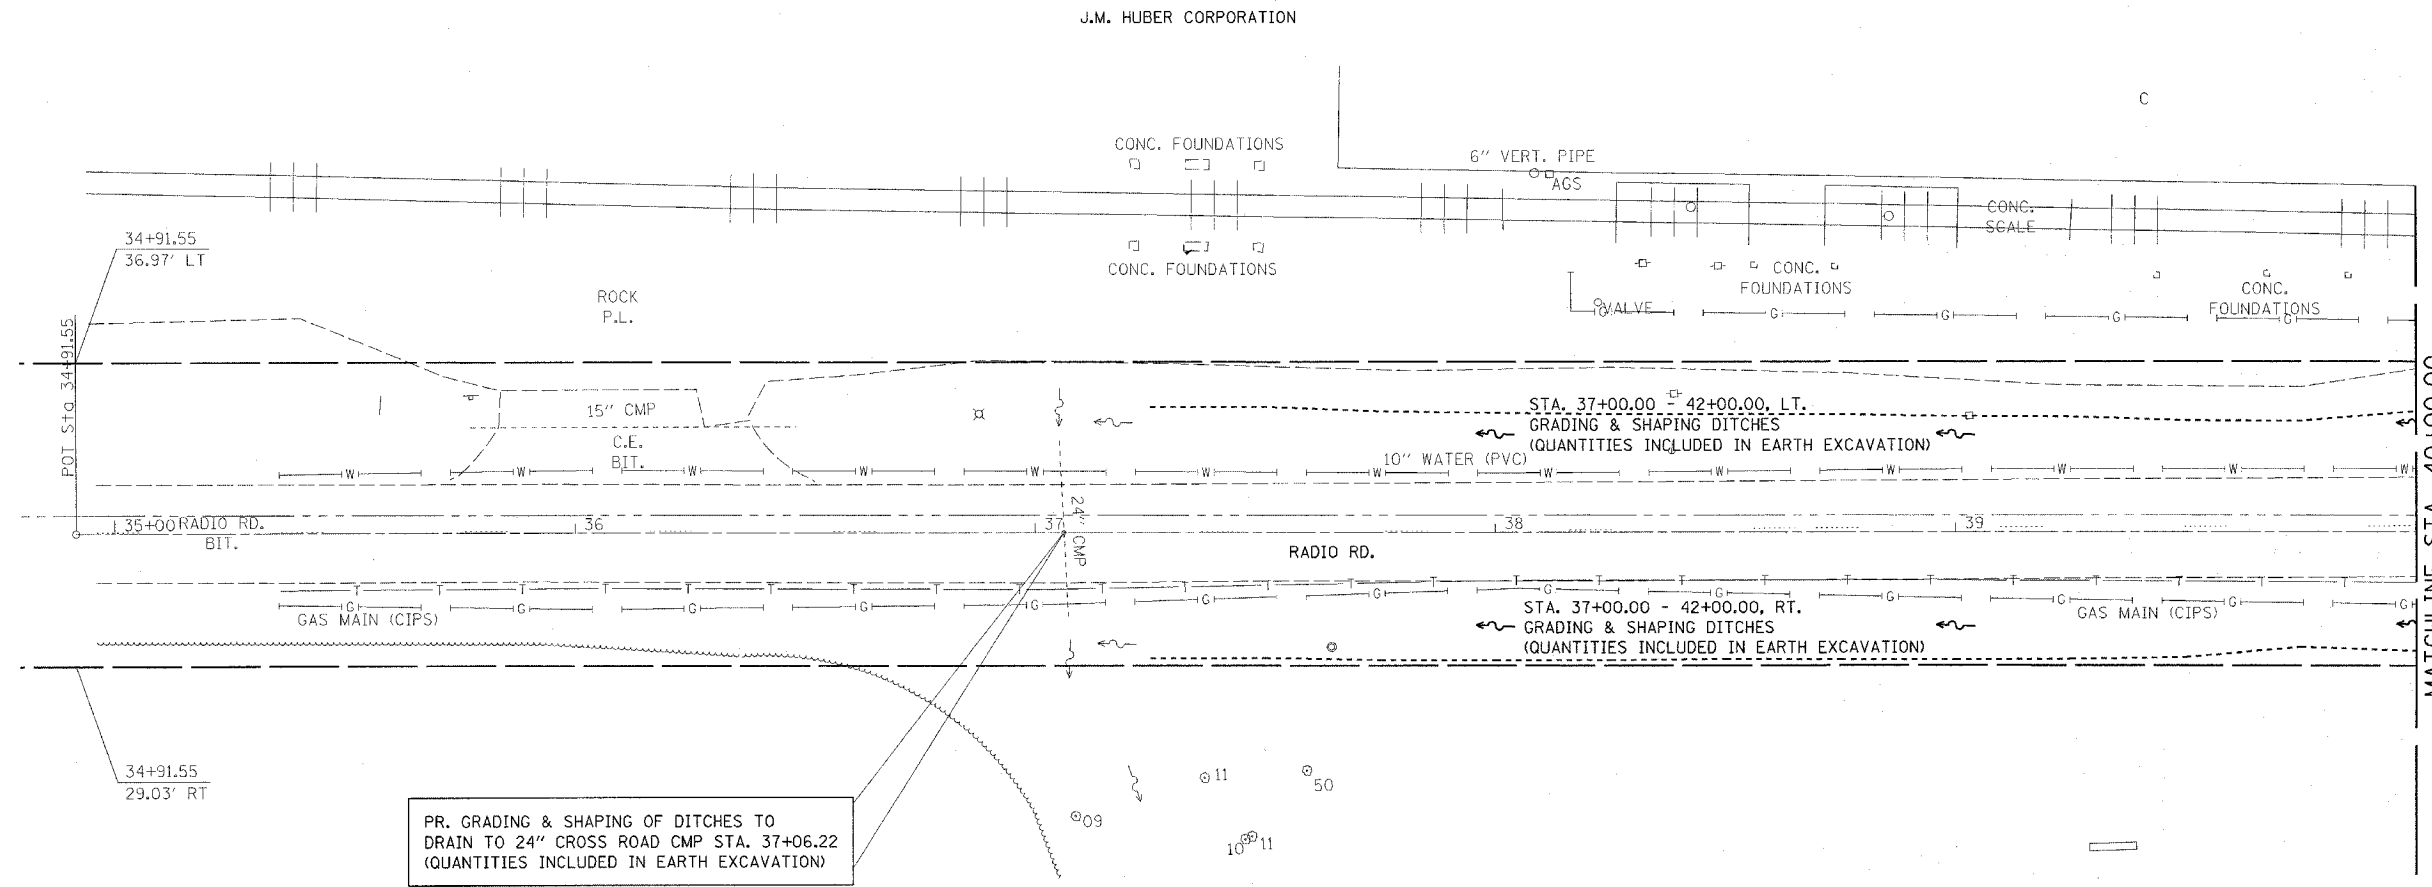 J.M. HUBER CORPORATION
C
CONC. FOUNDATIONS
6" VERT. PIPE
AGS
CONC.
SCALE
34+91.55
36.97' LT
CONC. FOUNDATIONS
CONC.
FOUNDATIONS
CONC.
FOUNDATIONS
ROCK
P.L.
VALVE
G
G
G
G
POT Sta 34+91.55
15" CMP
C.E.
BIT.
STA. 37+00.00 - 42+00.00, LT.
GRADING & SHAPING DITCHES
(QUANTITIES INCLUDED IN EARTH EXCAVATION)
10" WATER (PVC)
W W W W W W W W W W W W W
35+00 RADIO RD.
BIT.
36
37
38
39
24" CMP
RADIO RD.
MATCHLINE STA. 40+00.00
T T T T T T T T T T T T T T T T T T T T T T T T T
G G G G G G G G G G G G G
GAS MAIN (CIPS)
GAS MAIN (CIPS)
STA. 37+00.00 - 42+00.00, RT.
GRADING & SHAPING DITCHES
(QUANTITIES INCLUDED IN EARTH EXCAVATION)
34+91.55
29.03' RT
11
50
09
10
11
PR. GRADING & SHAPING OF DITCHES TO
DRAIN TO 24" CROSS ROAD CMP STA. 37+06.22
(QUANTITIES INCLUDED IN EARTH EXCAVATION)